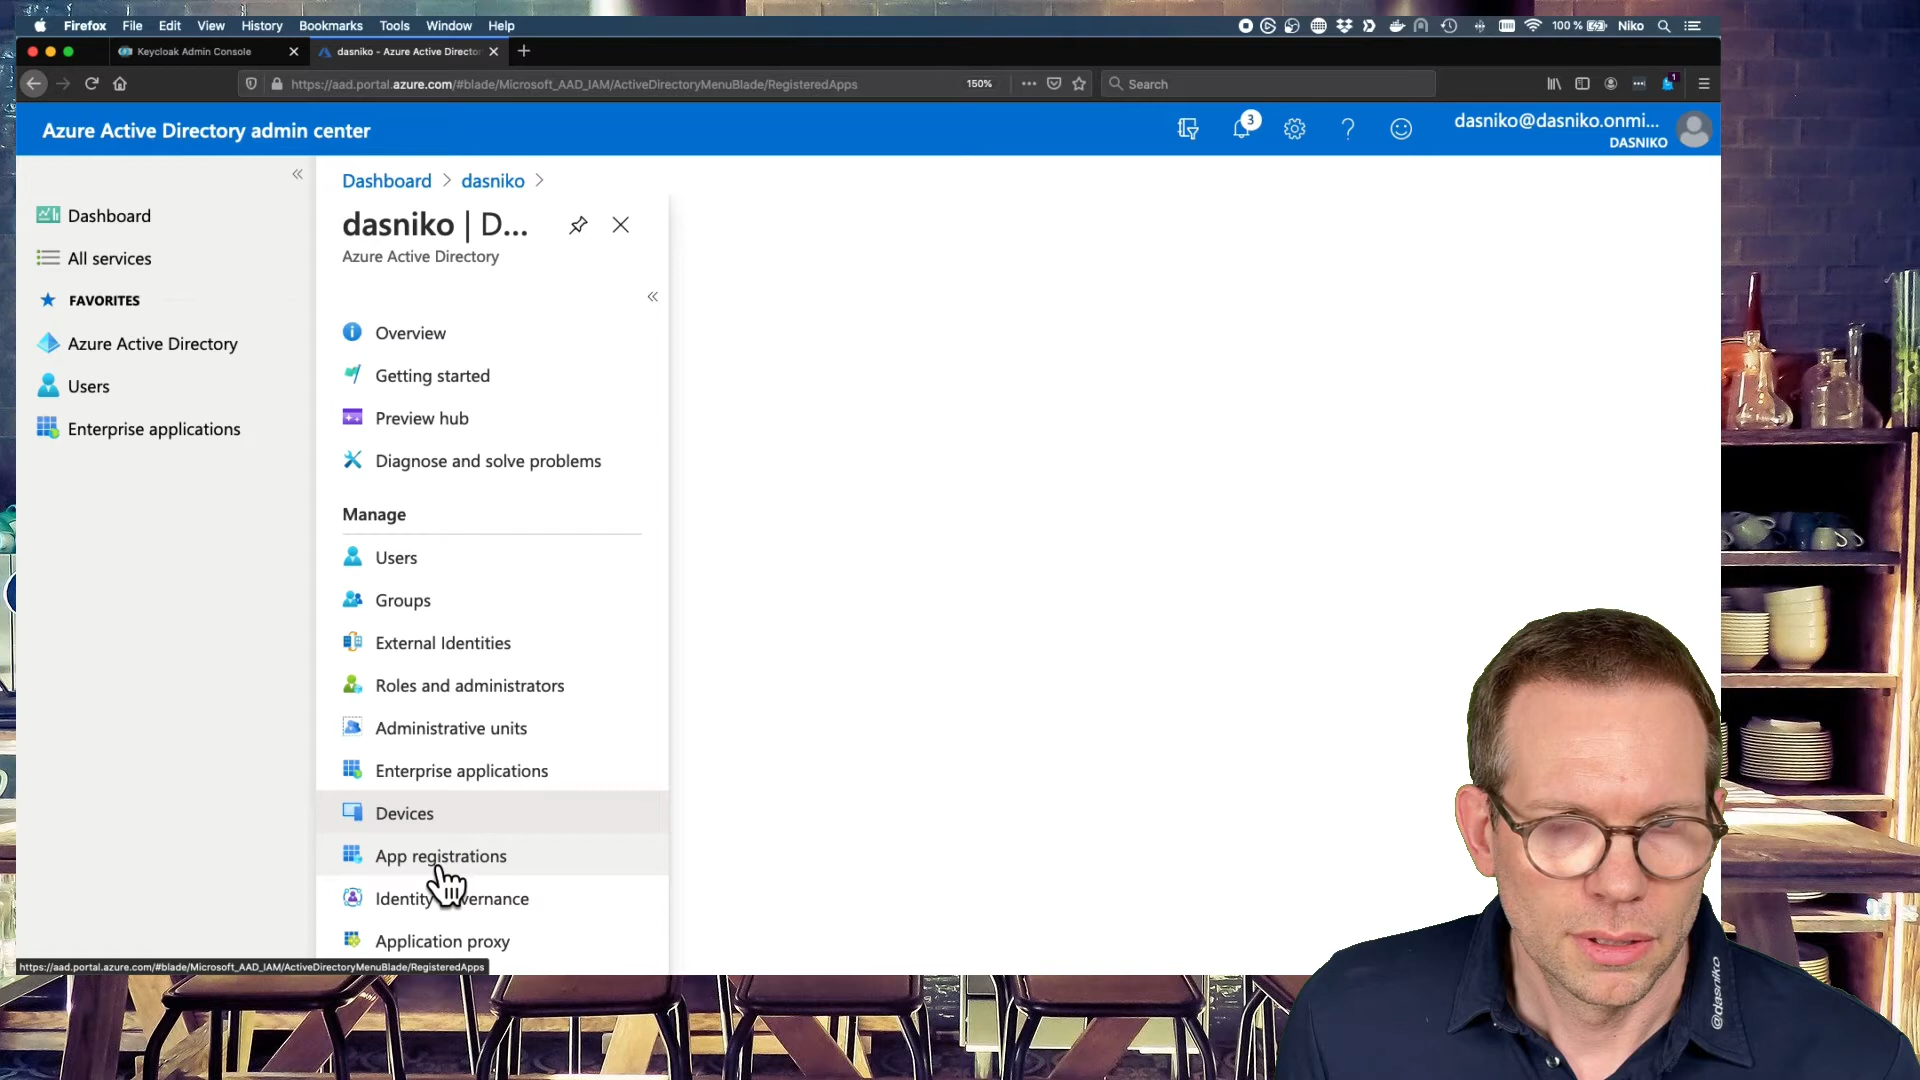 Firefox File Edit View History Bookmarks Tools Window Help
100 % Niko
Keycloak Admin Console
dasniko - Azure Active Director
https://aad.portal.azure.com/#blade/Microsoft_AAD_IAM/ActiveDirectoryMenuBlade/RegisteredApps
150%
Search
1
Azure Active Directory admin center
3
dasniko@dasniko.onmi...
DASNIKO
Dashboard
All services
FAVORITES
Azure Active Directory
Users
Enterprise applications
Dashboard > dasniko >
dasniko | D...
Azure Active Directory
Overview
Getting started
Preview hub
Diagnose and solve problems
Manage
Users
Groups
External Identities
Roles and administrators
Administrative units
Enterprise applications
Devices
App registrations
Identity vernance
Application proxy
https://aad.portal.azure.com/#blade/Microsoft_AAD_IAM/ActiveDirectoryMenuBlade/RegisteredApps
@dasniko